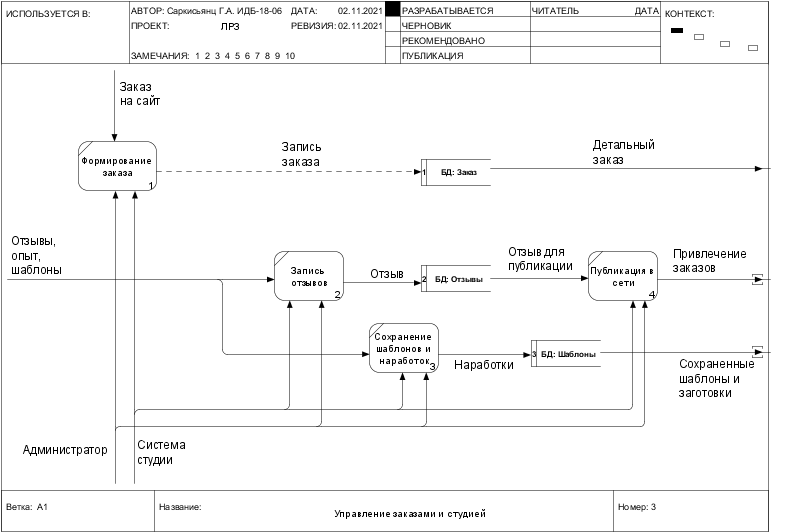 ИСПОЛЬЗУЕТСЯ В:
АВТОР: Саркисьянц Г.А. ИДБ-18-06 ДАТА: 02.11.2021
РАЗРАБАТЫВАЕТСЯ
ЧИТАТЕЛЬ ДАТА
КОНТЕКСТ:
ПРОЕКТ: ЛР3 РЕВИЗИЯ: 02.11.2021
ЧЕРНОВИК
РЕКОМЕНДОВАНО
ЗАМЕЧАНИЯ: 1 2 3 4 5 6 7 8 9 10
ПУБЛИКАЦИЯ
Заказ
на сайт
Формирование
заказа
1
Запись
заказа
1 БД: Заказ
Детальный
заказ
Отзывы,
опыт,
шаблоны
Запись
отзывов
2
Отзыв
2 БД: Отзывы
Отзыв для
публикации
Публикация в
сети
4
Привлечение
заказов
Сохранение
шаблонов и
наработок
3
Наработки
3 БД: Шаблоны
Сохраненные
шаблоны и
заготовки
Администратор
Система
студии
Ветка: А1
Название:
Управление заказами и студией
Номер: 3